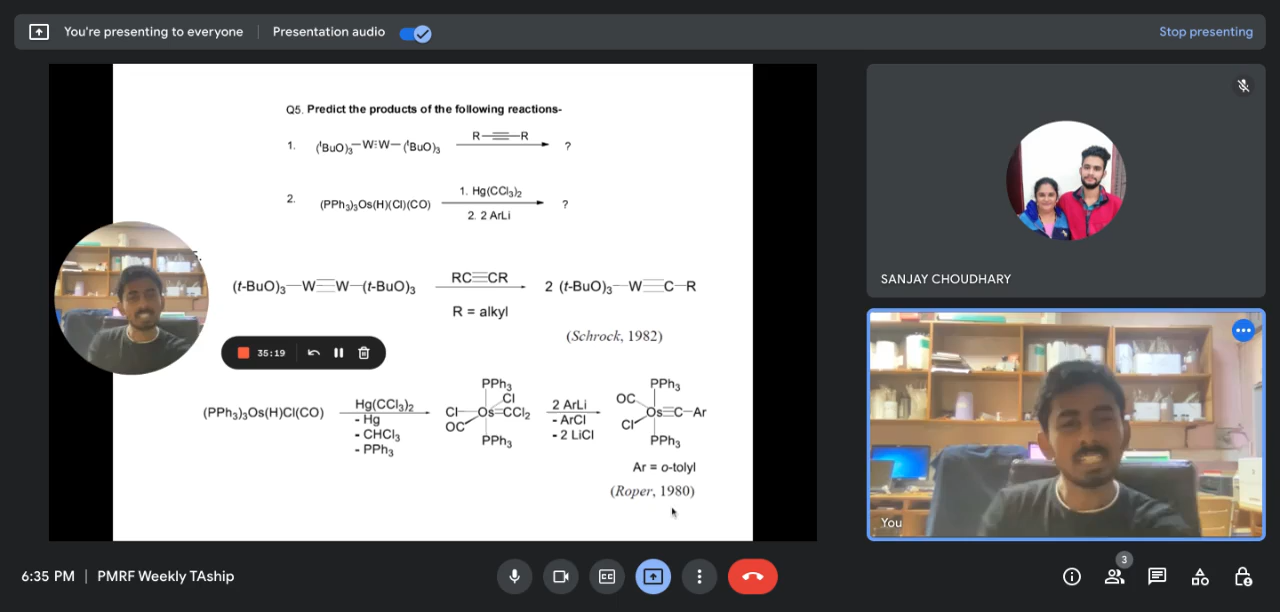 You're presenting to everyone
Presentation audio
Stop presenting
Q5. Predict the products of the following reactions-
1. (ᵗBuO)₃—W⫶W—(ᵗBuO)₃ R≡R ?
2. (PPh₃)₃Os(H)(Cl)(CO) 1. Hg(CCl₃)₂ ?
2. 2 ArLi
(t-BuO)₃—W≡W—(t-BuO)₃ RC≡CR 2 (t-BuO)₃—W≡C—R
R = alkyl
(Schrock, 1982)
35:19
(PPh₃)₃Os(H)Cl(CO) Hg(CCl₃)₂
- Hg
- CHCl₃
- PPh₃
PPh₃
Cl
Cl—Os=CCl₂
OC
PPh₃
2 ArLi
- ArCl
- 2 LiCl
PPh₃
OC
Os≡C—Ar
Cl
PPh₃
Ar = o-tolyl
(Roper, 1980)
SANJAY CHOUDHARY
You
6:35 PM | PMRF Weekly TAship
CC
3